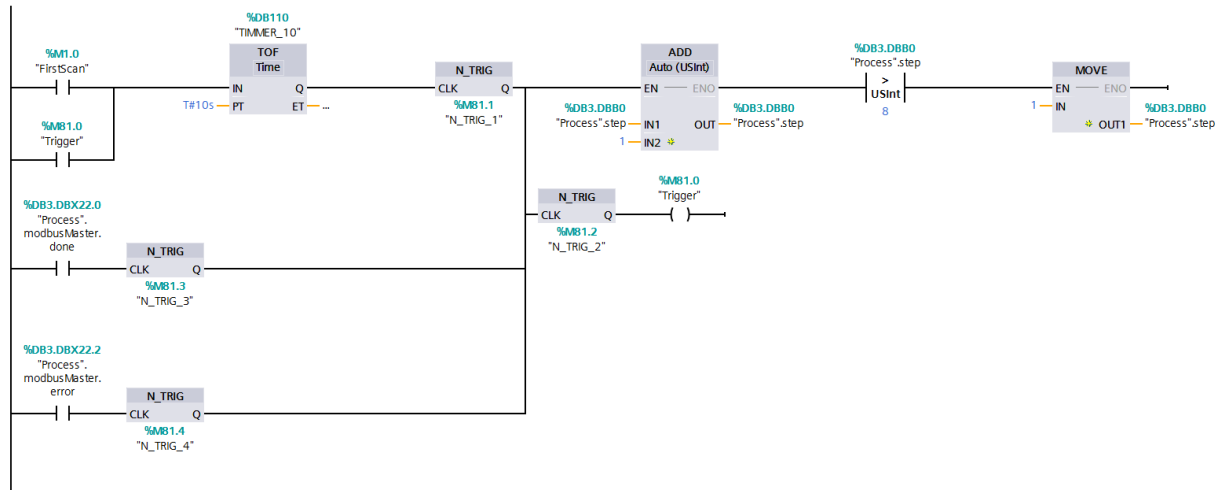 %DB110
"TIMMER_10"
TOF
Time
IN Q
T#10s PT ET ...
%M1.0
"FirstScan"
%M81.0
"Trigger"
N_TRIG
CLK Q
%M81.1
"N_TRIG_1"
ADD
Auto (USInt)
EN ENO
%DB3.DBB0
"Process".step IN1
1 IN2
OUT
%DB3.DBB0
"Process".step
%DB3.DBB0
"Process".step
>
USInt
8
MOVE
EN ENO
1 IN
OUT1
%DB3.DBB0
"Process".step
N_TRIG
CLK Q
%M81.2
"N_TRIG_2"
%M81.0
"Trigger"
%DB3.DBX22.0
"Process".
modbusMaster.
done
N_TRIG
CLK Q
%M81.3
"N_TRIG_3"
%DB3.DBX22.2
"Process".
modbusMaster.
error
N_TRIG
CLK Q
%M81.4
"N_TRIG_4"